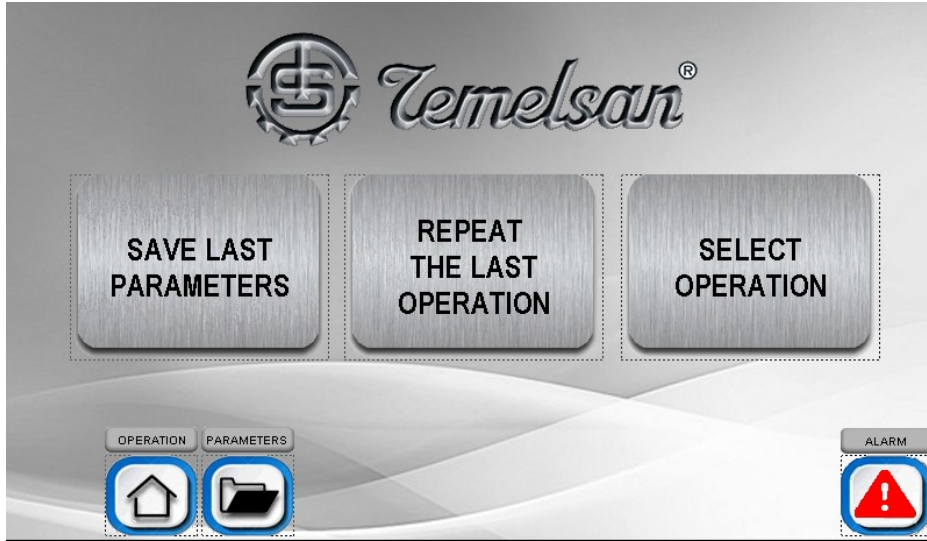 Temelsan®
SAVE LAST
PARAMETERS
REPEAT
THE LAST
OPERATION
SELECT
OPERATION
OPERATION
PARAMETERS
ALARM